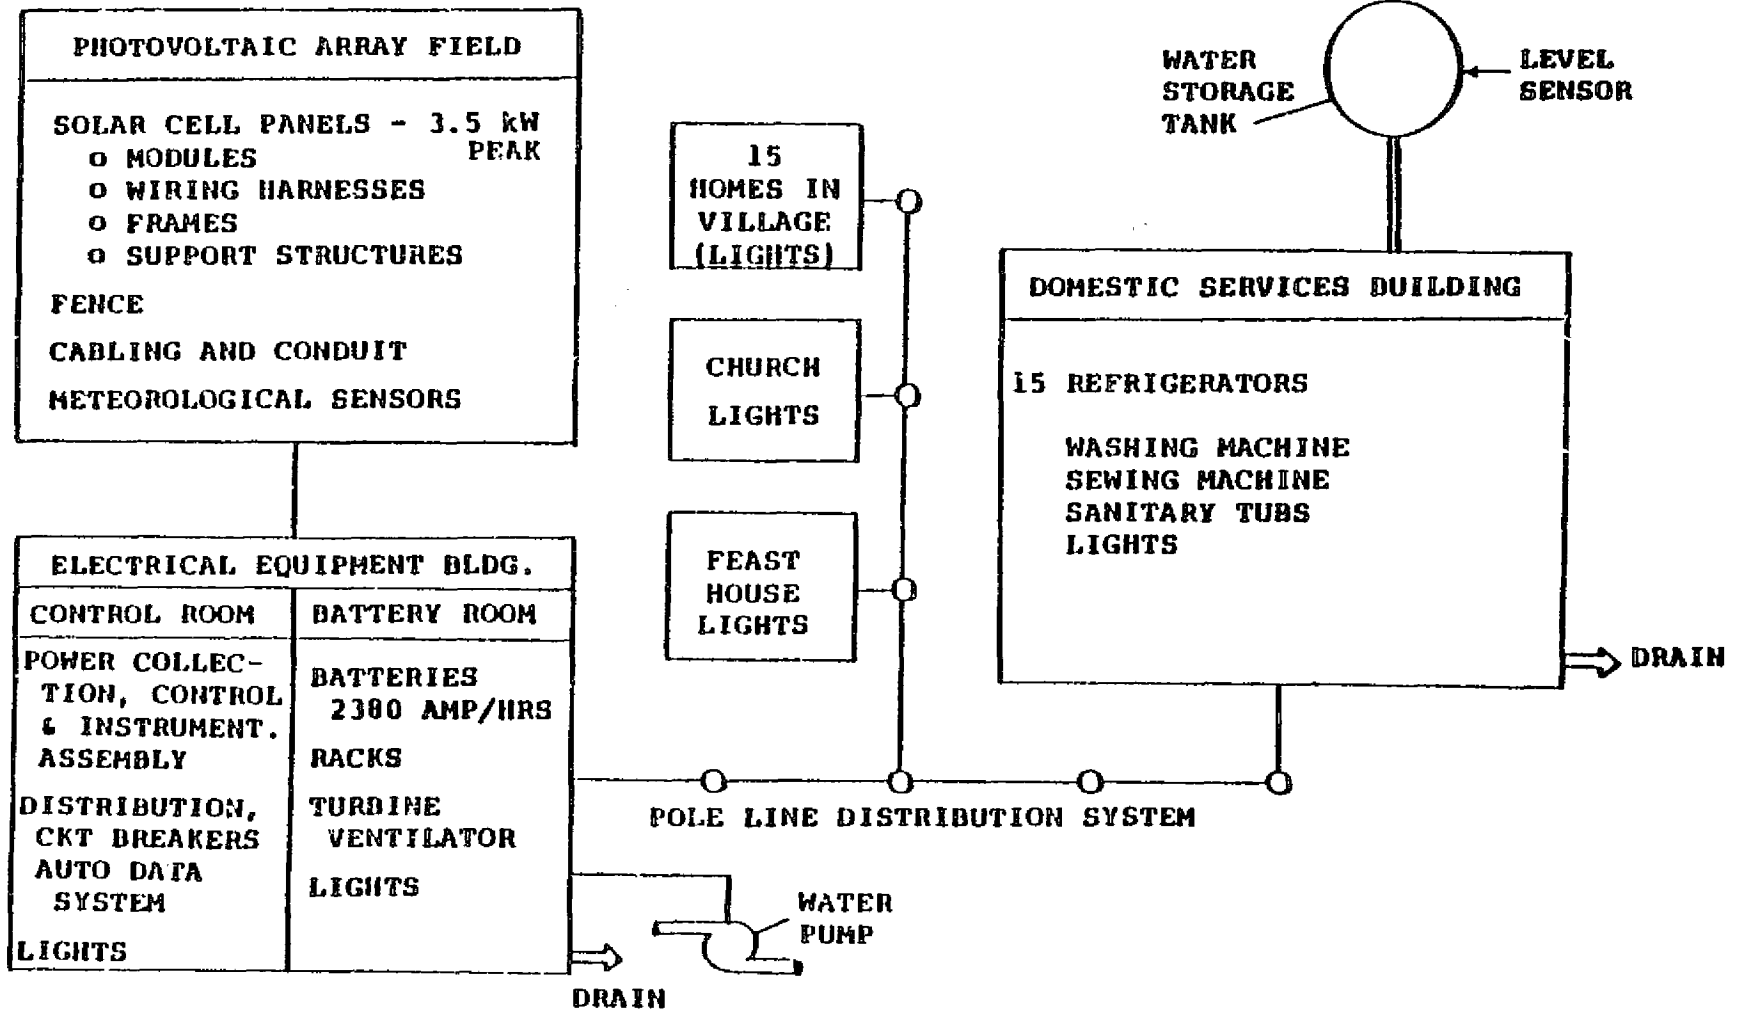 PHOTOVOLTAIC ARRAY FIELD
SOLAR CELL PANELS - 3.5 kW
PEAK
o MODULES
o WIRING HARNESSES
o FRAMES
o SUPPORT STRUCTURES
FENCE
CABLING AND CONDUIT
METEOROLOGICAL SENSORS
ELECTRICAL EQUIPMENT BLDG.
CONTROL ROOM
POWER COLLEC-
TION, CONTROL
& INSTRUMENT.
ASSEMBLY
DISTRIBUTION,
CKT BREAKERS
AUTO DATA
SYSTEM
LIGHTS
BATTERY ROOM
BATTERIES
2380 AMP/HRS
RACKS
TURBINE
VENTILATOR
LIGHTS
DRAIN
WATER
PUMP
15
HOMES IN
VILLAGE
(LIGHTS)
CHURCH
LIGHTS
FEAST
HOUSE
LIGHTS
POLE LINE DISTRIBUTION SYSTEM
WATER
STORAGE
TANK
LEVEL
SENSOR
DOMESTIC SERVICES BUILDING
15 REFRIGERATORS
WASHING MACHINE
SEWING MACHINE
SANITARY TUBS
LIGHTS
DRAIN